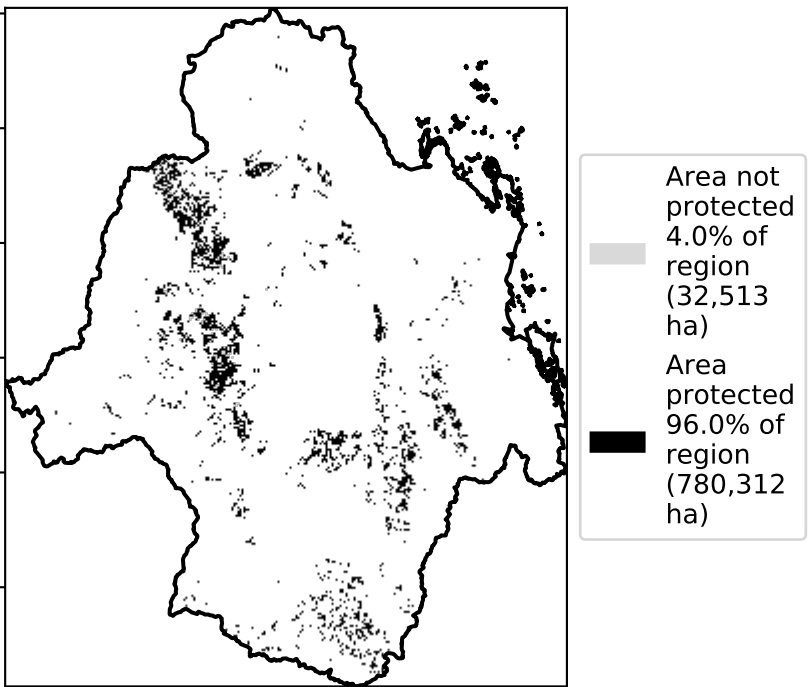 Area not
protected
4.0% of
region
(32,513
ha)
Area
protected
96.0% of
region
(780,312
ha)